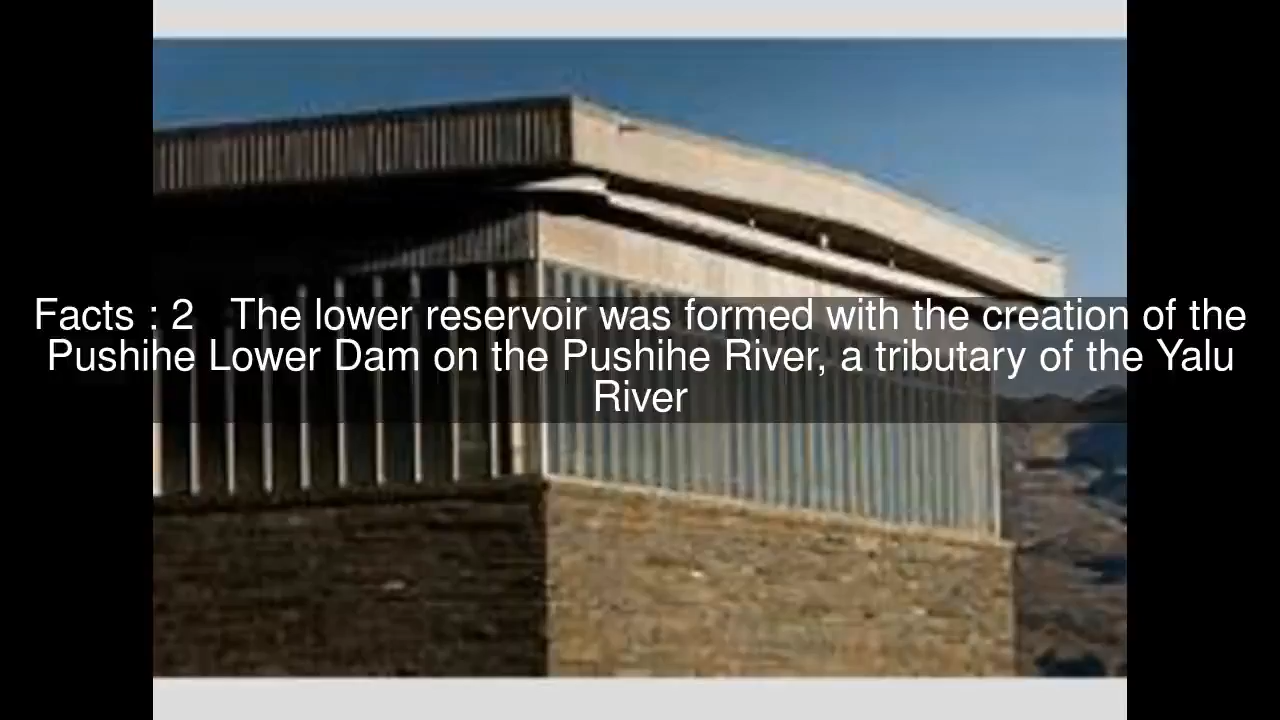 Facts : 2 The lower reservoir was formed with the creation of the
Pushihe Lower Dam on the Pushihe River, a tributary of the Yalu
River